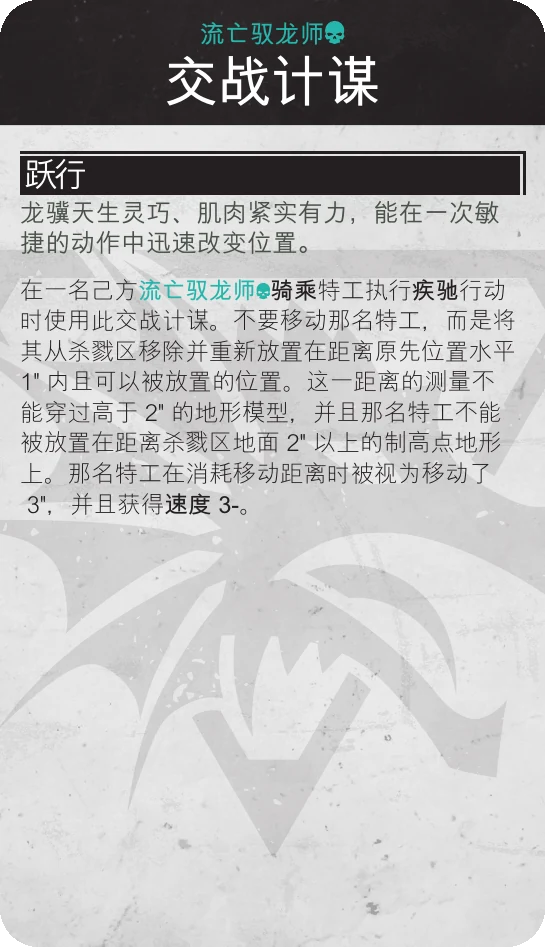 流亡驭龙师
交战计谋
跃行
龙骥天生灵巧、肌肉紧实有力，能在一次敏
捷的动作中迅速改变位置。
在一名己方流亡驭龙师骑乘特工执行疾驰行动
时使用此交战计谋。不要移动那名特工，而是将
其从杀戮区移除并重新放置在距离原先位置水平
1" 内且可以被放置的位置。这一距离的测量不
能穿过高于 2" 的地形模型，并且那名特工不能
被放置在距离杀戮区地面 2" 以上的制高点地形
上。那名特工在消耗移动距离时被视为移动了
3"，并且获得速度 3-。